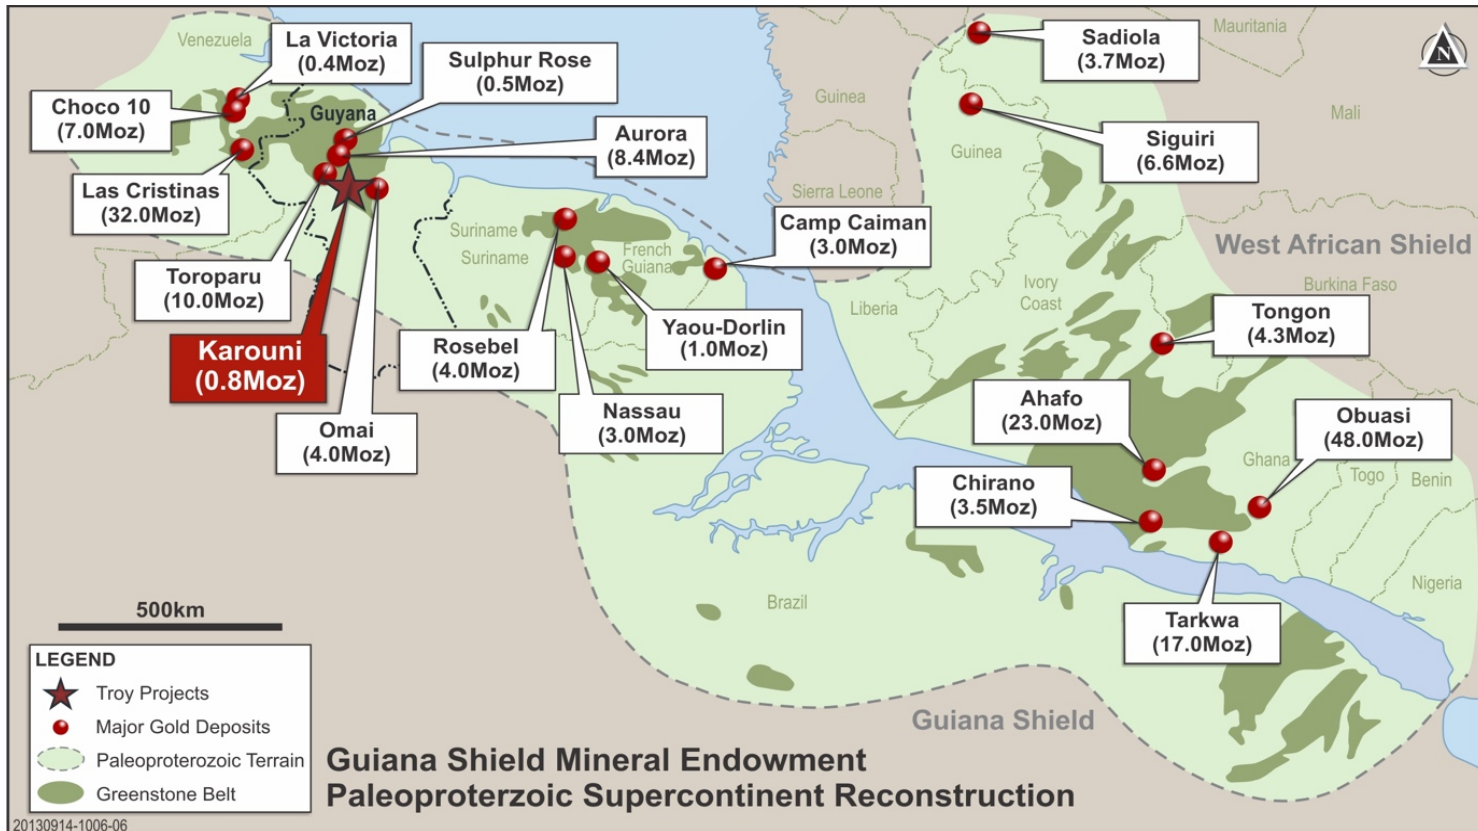 Venezuela
La Victoria
(0.4Moz)
Sulphur Rose
(0.5Moz)
Choco 10
(7.0Moz)
Guyana
Aurora
(8.4Moz)
Las Cristinas
(32.0Moz)
Toroparu
(10.0Moz)
Karouni
(0.8Moz)
Omai
(4.0Moz)
Suriname
Suriname
French
Guiana
Camp Caiman
(3.0Moz)
Rosebel
(4.0Moz)
Yaou-Dorlin
(1.0Moz)
Nassau
(3.0Moz)
Sadiola
(3.7Moz)
Mauritania
N
Guinea
Mali
Siguiri
(6.6Moz)
Guinea
Sierra Leone
West African Shield
Liberia
Ivory
Coast
Burkina Faso
Tongon
(4.3Moz)
Ahafo
(23.0Moz)
Obuasi
(48.0Moz)
Ghana
Togo
Benin
Chirano
(3.5Moz)
Nigeria
Brazil
Tarkwa
(17.0Moz)
Guiana Shield
500km
LEGEND
Troy Projects
Major Gold Deposits
Paleoproterozoic Terrain
Greenstone Belt
Guiana Shield Mineral Endowment
Paleoproterzoic Supercontinent Reconstruction
20130914-1006-06